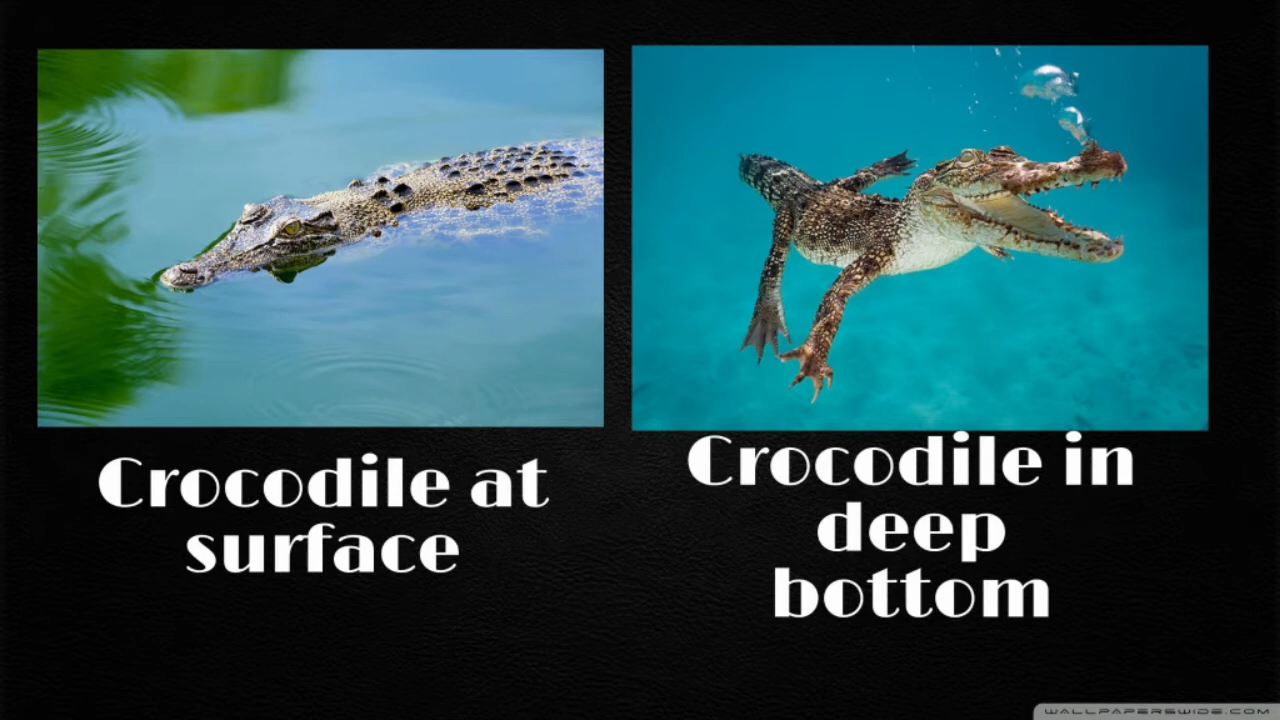 Crocodile at
surface
Crocodile in
deep
bottom
WALLPAPERSWIDE.COM